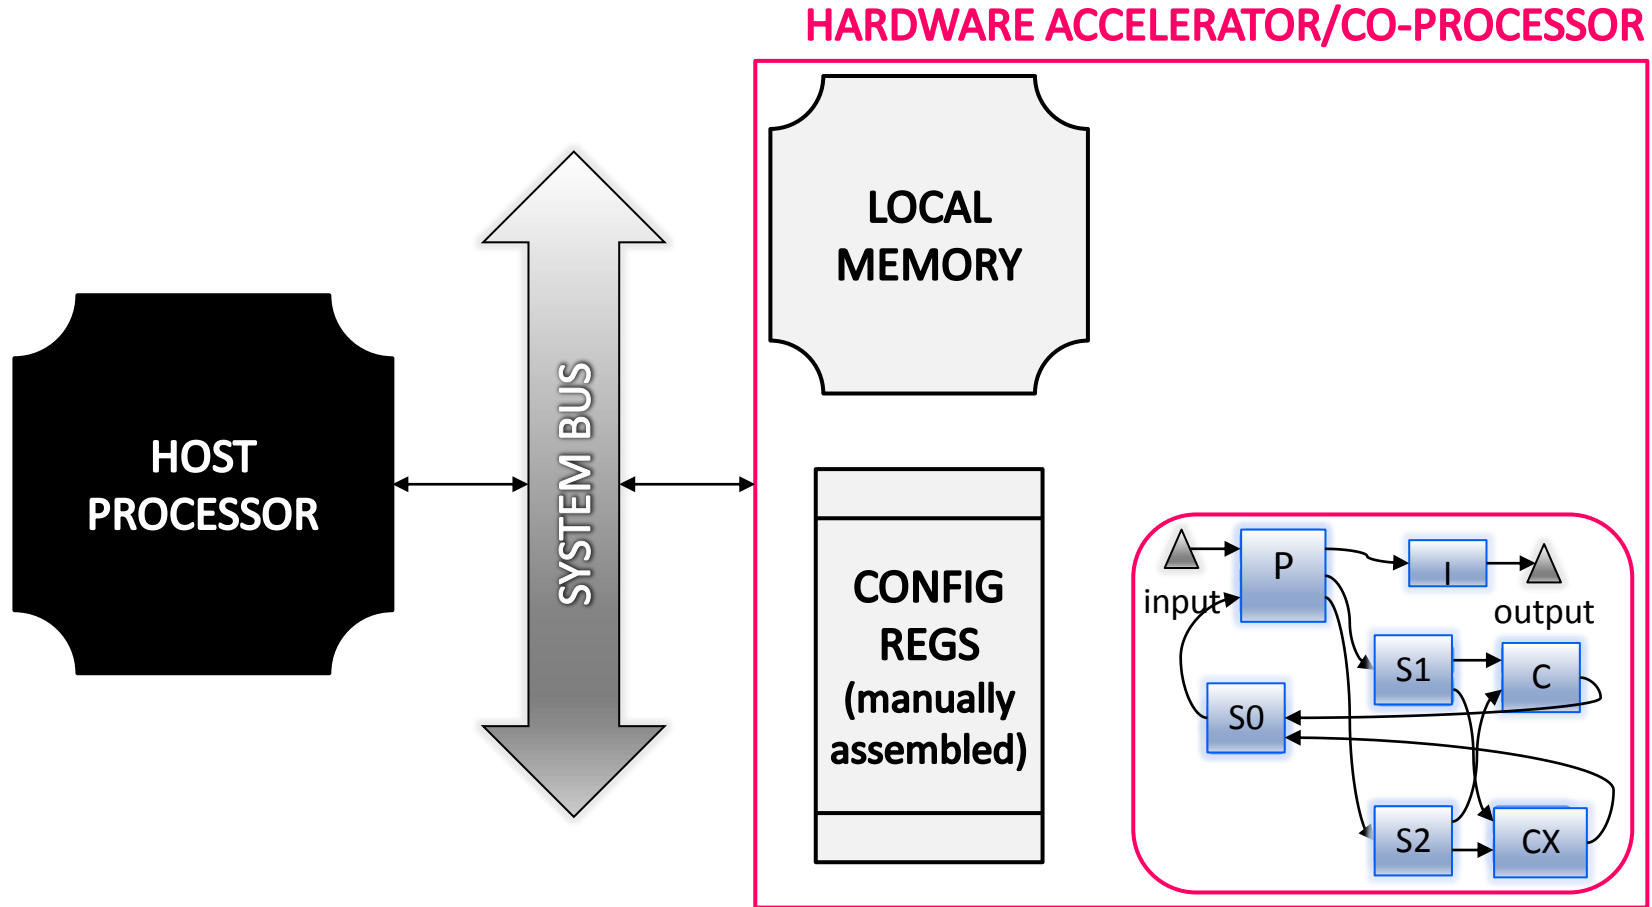 HARDWARE ACCELERATOR/CO-PROCESSOR
LOCAL
MEMORY
HOST
PROCESSOR
SYSTEM BUS
CONFIG
REGS
(manually
assembled)
input
P
I
output
S1
C
S0
S2
CX